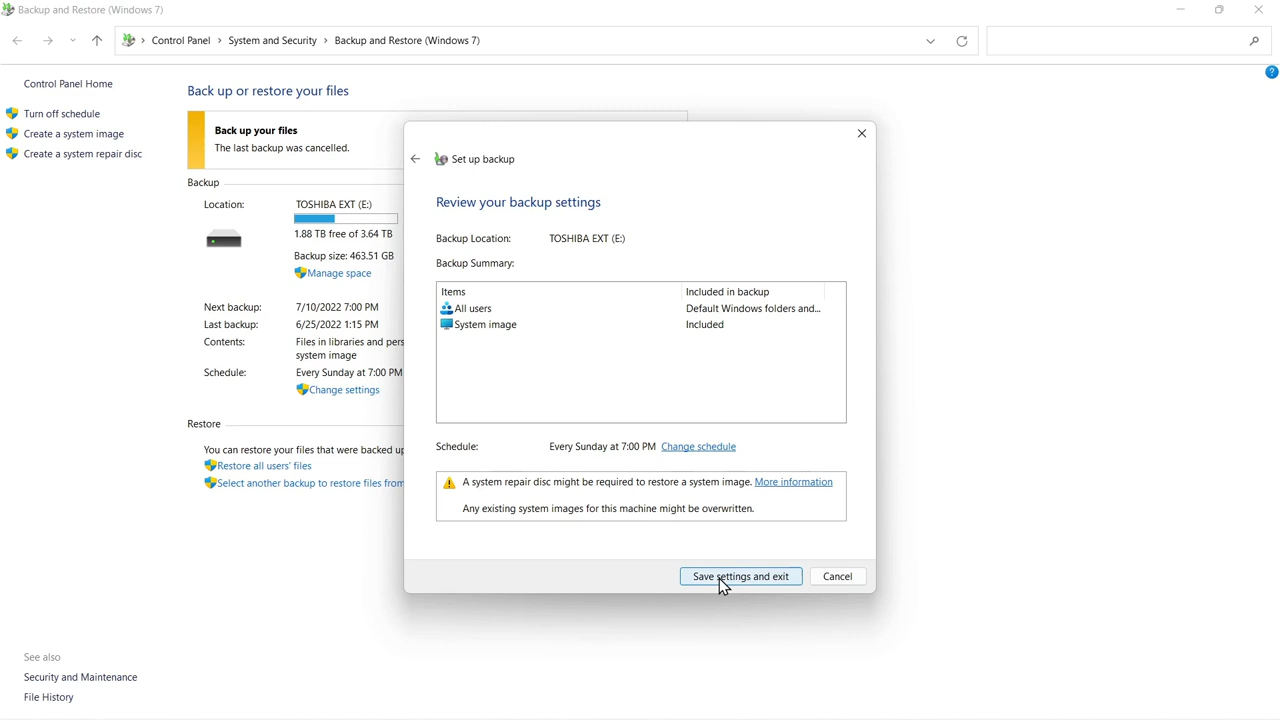 Backup and Restore (Windows 7)
Control Panel › System and Security › Backup and Restore (Windows 7)
Control Panel Home
Turn off schedule
Create a system image
Create a system repair disc
See also
Security and Maintenance
File History
Back up or restore your files
Back up your files
The last backup was cancelled.
Backup
Location: TOSHIBA EXT (E:)
1.88 TB free of 3.64 TB
Backup size: 463.51 GB
Manage space
Next backup: 7/10/2022 7:00 PM
Last backup: 6/25/2022 1:15 PM
Contents: Files in libraries and pers
system image
Schedule: Every Sunday at 7:00 PM
Change settings
Restore
You can restore your files that were backed up
Restore all users' files
Select another backup to restore files from
Set up backup
Review your backup settings
Backup Location: TOSHIBA EXT (E:)
Backup Summary:
Items Included in backup
All users Default Windows folders and...
System image Included
Schedule: Every Sunday at 7:00 PM Change schedule
A system repair disc might be required to restore a system image. More information
Any existing system images for this machine might be overwritten.
Save settings and exit Cancel